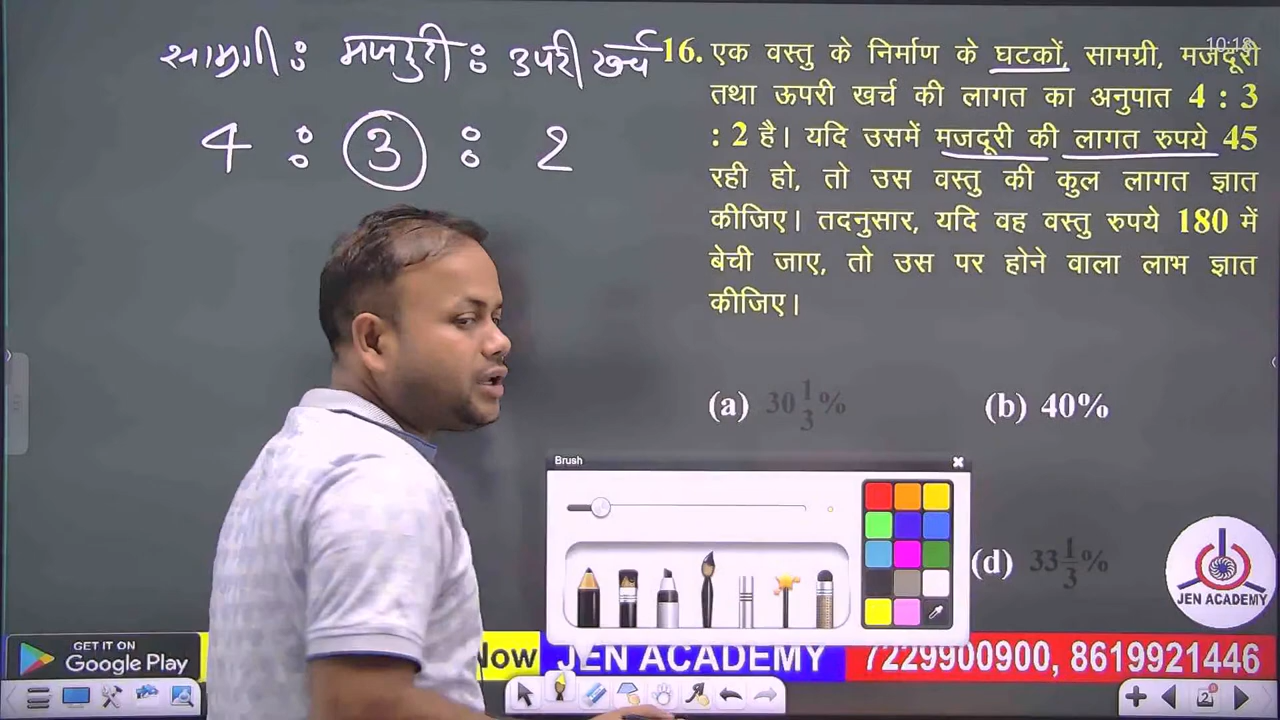 सामग्री : मजदुरी : उपरी खर्च
4 : 3 : 2
10:18
16. एक वस्तु के निर्माण के घटकों, सामग्री, मजदूरी
तथा ऊपरी खर्च की लागत का अनुपात 4 : 3
: 2 है। यदि उसमें मजदूरी की लागत रुपये 45
रही हो, तो उस वस्तु की कुल लागत ज्ञात
कीजिए। तदनुसार, यदि वह वस्तु रुपये 180 में
बेची जाए, तो उस पर होने वाला लाभ ज्ञात
कीजिए।
(a) 30 1/3 %
(b) 40%
Brush
(d) 33 1/3 %
JEN ACADEMY
GET IT ON
Google Play
Now
JEN ACADEMY
7229900900, 8619921446
2